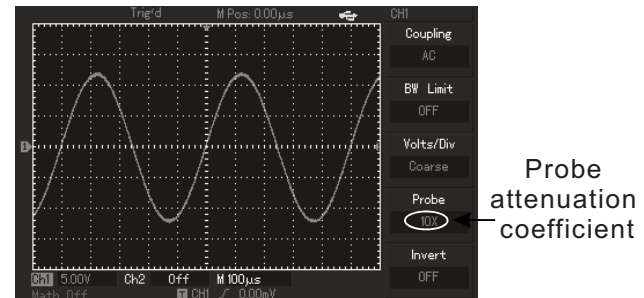 Trig'd M Pos: 0.00μs CH1
Coupling
AC
BW Limit
OFF
Volts/Div
Coarse
Probe
10X
Invert
OFF
1
Ch1 5.00V Ch2 Off M 100μs
Math Off T CH1 / 0.00mV
Probe
attenuation
coefficient